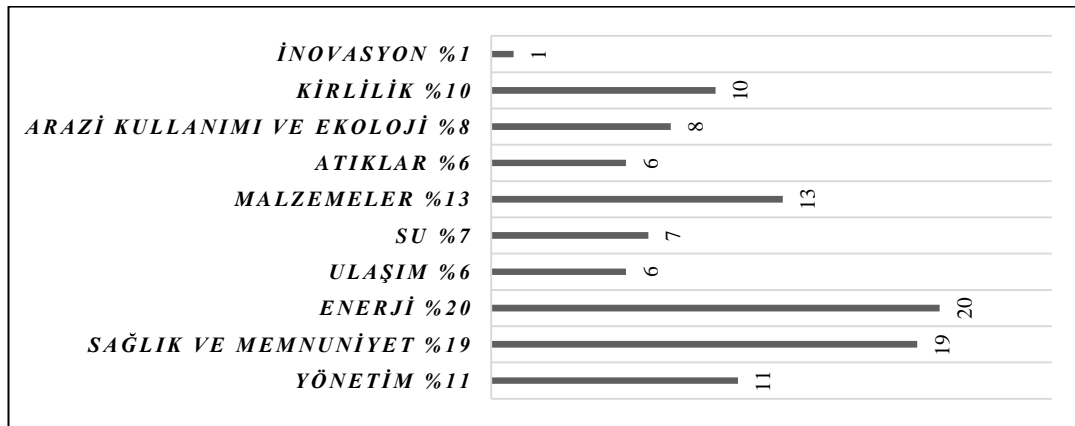 İNOVASYON %1 1
KİRLİLİK %10 10
ARAZİ KULLANIMI VE EKOLOJİ %8 8
ATIKLAR %6 6
MALZEMELER %13 13
SU %7 7
ULAŞIM %6 6
ENERJİ %20 20
SAĞLIK VE MEMNUNİYET %19 19
YÖNETİM %11 11